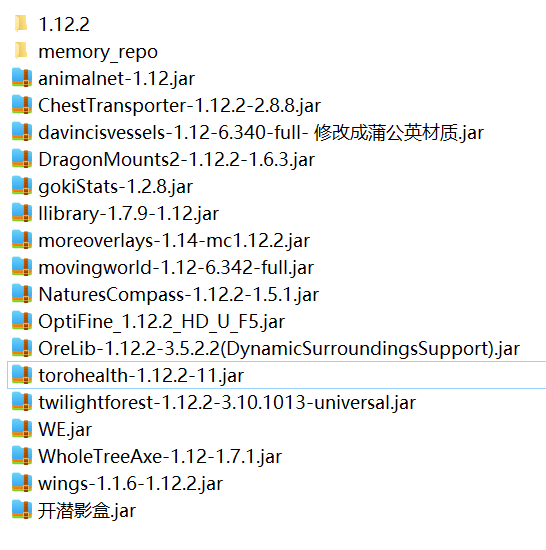 1.12.2
memory_repo
animalnet-1.12.jar
ChestTransporter-1.12.2-2.8.8.jar
davincisvessels-1.12-6.340-full- 修改成蒲公英材质.jar
DragonMounts2-1.12.2-1.6.3.jar
gokiStats-1.2.8.jar
llibrary-1.7.9-1.12.jar
moreoverlays-1.14-mc1.12.2.jar
movingworld-1.12-6.342-full.jar
NaturesCompass-1.12.2-1.5.1.jar
OptiFine_1.12.2_HD_U_F5.jar
OreLib-1.12.2-3.5.2.2(DynamicSurroundingsSupport).jar
torohealth-1.12.2-11.jar
twilightforest-1.12.2-3.10.1013-universal.jar
WE.jar
WholeTreeAxe-1.12-1.7.1.jar
wings-1.1.6-1.12.2.jar
开潜影盒.jar